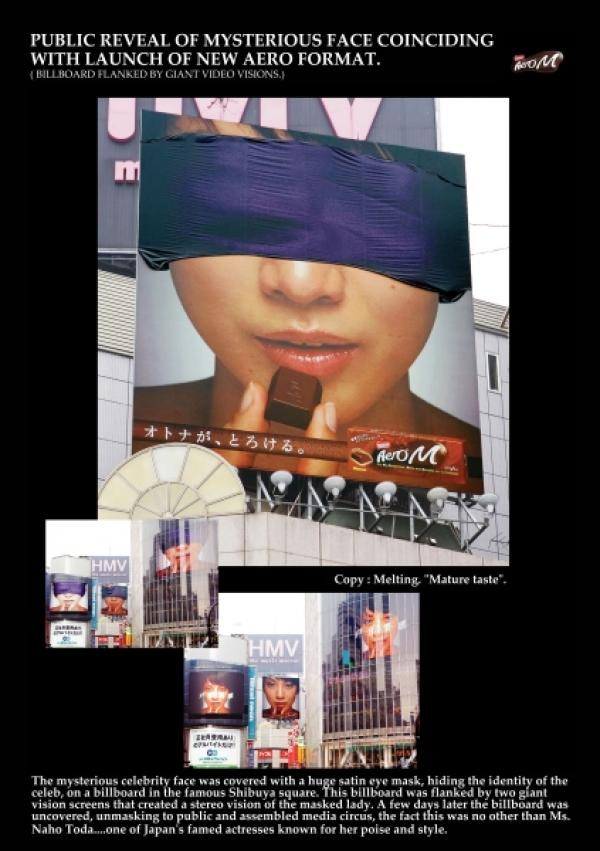 PUBLIC REVEAL OF MYSTERIOUS FACE COINCIDING
WITH LAUNCH OF NEW AERO FORMAT.
( BILLBOARD FLANKED BY GIANT VIDEO VISIONS.)
AERO M
オトナが、とろける。
AERO M
Copy : Melting. "Mature taste".
HMV
HMV
The mysterious celebrity face was covered with a huge satin eye mask, hiding the identity of the
celeb, on a billboard in the famous Shibuya square. This billboard was flanked by two giant
vision screens that created a stereo vision of the masked lady. A few days later the billboard was
uncovered, unmasking to public and assembled media circus, the fact this was no other than Ms.
Naho Toda....one of Japan's famed actresses known for her poise and style.